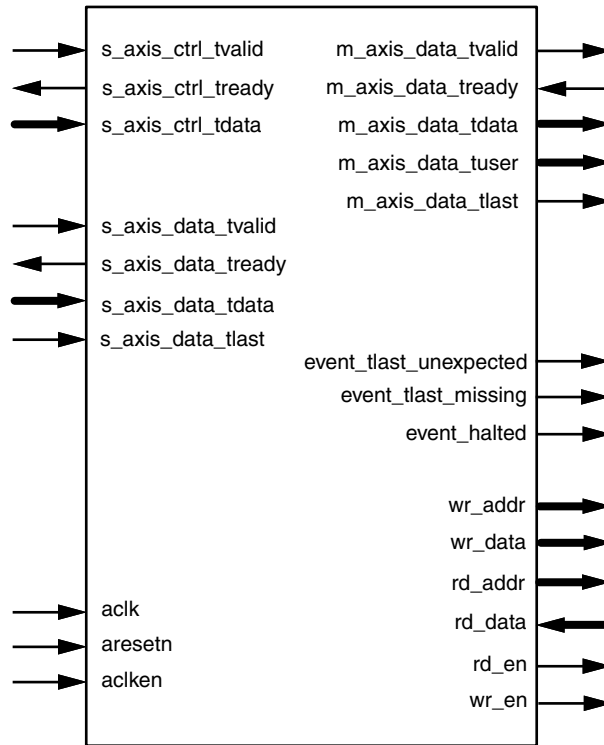 s_axis_ctrl_tvalid
s_axis_ctrl_tready
s_axis_ctrl_tdata
s_axis_data_tvalid
s_axis_data_tready
s_axis_data_tdata
s_axis_data_tlast
aclk
aresetn
aclken
m_axis_data_tvalid
m_axis_data_tready
m_axis_data_tdata
m_axis_data_tuser
m_axis_data_tlast
event_tlast_unexpected
event_tlast_missing
event_halted
wr_addr
wr_data
rd_addr
rd_data
rd_en
wr_en